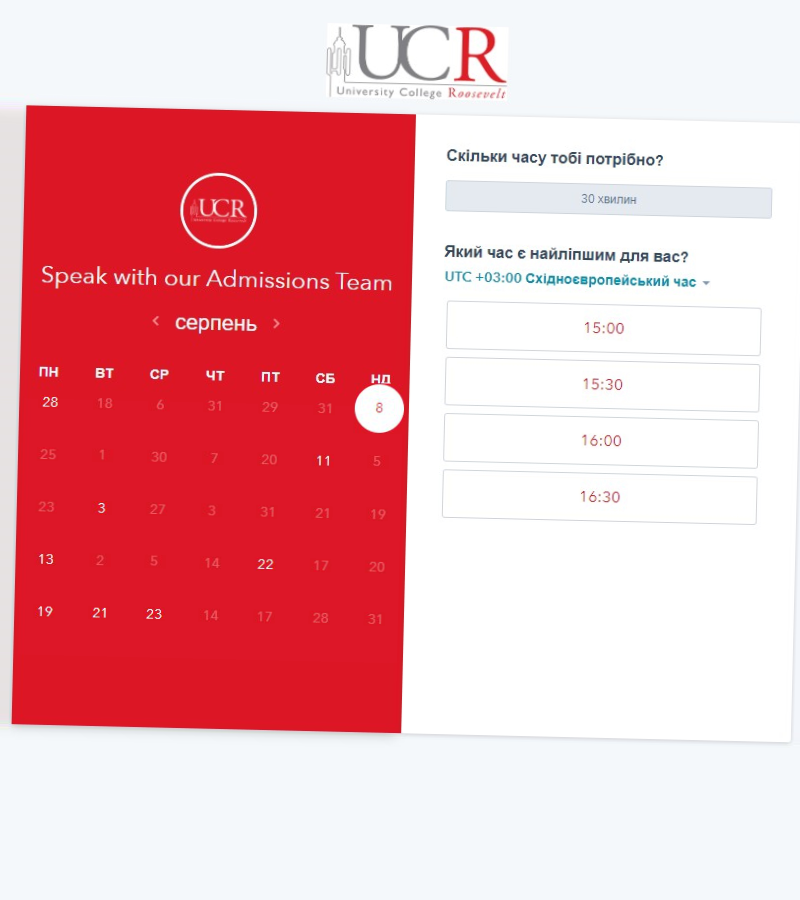 UCR
University College Roosevelt
UCR
Speak with our Admissions Team
серпень
ПН ВТ СР ЧТ ПТ СБ НД
28 18 6 31 29 31 8
25 1 30 7 20 11 5
23 3 27 3 31 21 19
13 2 5 14 22 17 20
19 21 23 14 17 28 31
Скільки часу тобі потрібно?
30 хвилин
Який час є найліпшим для вас?
UTC +03:00 Східноєвропейський час
15:00
15:30
16:00
16:30